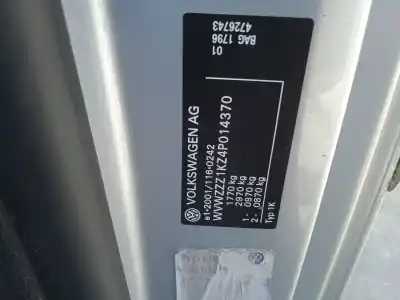 VOLKSWAGEN AG
e1*2001/116*0242
WVWZZZ1KZ4P014370
1770 kg
2970 kg
1- 0970 kg
2- 0870 kg
Typ 1K
01
BAG 1796
4726743